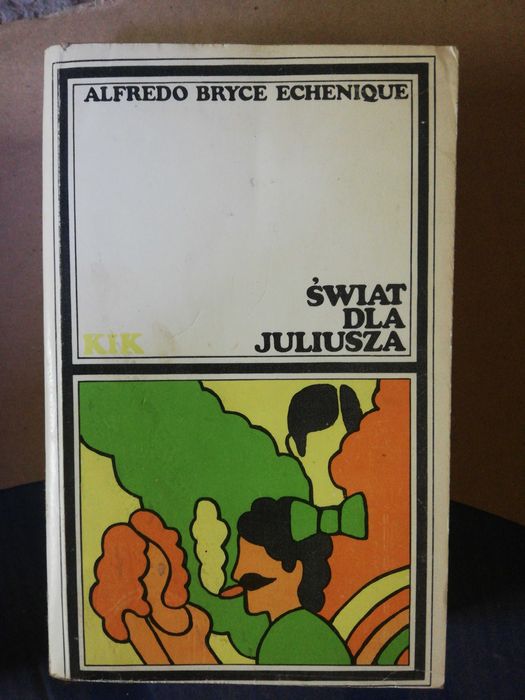 ALFREDO BRYCE ECHENIQUE
ŚWIAT
DLA
JULIUSZA
KIK